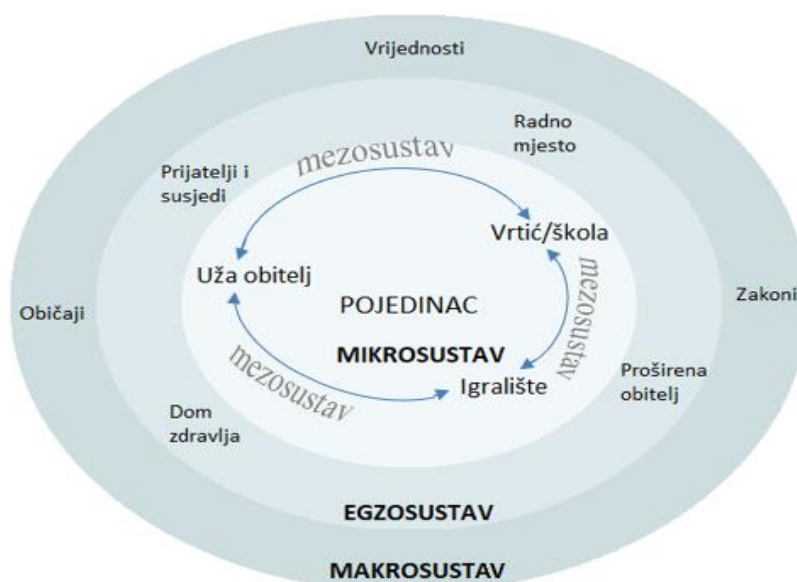 Vrijednosti
Radno
mjesto
mezosustav
Prijatelji i
susjedi
Vrtić/škola
Uža obitelj
mezosustav
Zakoni
Običaji
POJEDINAC
MIKROSUSTAV
mezosustav
Igralište
Proširena
obitelj
Dom
zdravlja
EGZOSUSTAV
MAKROSUSTAV